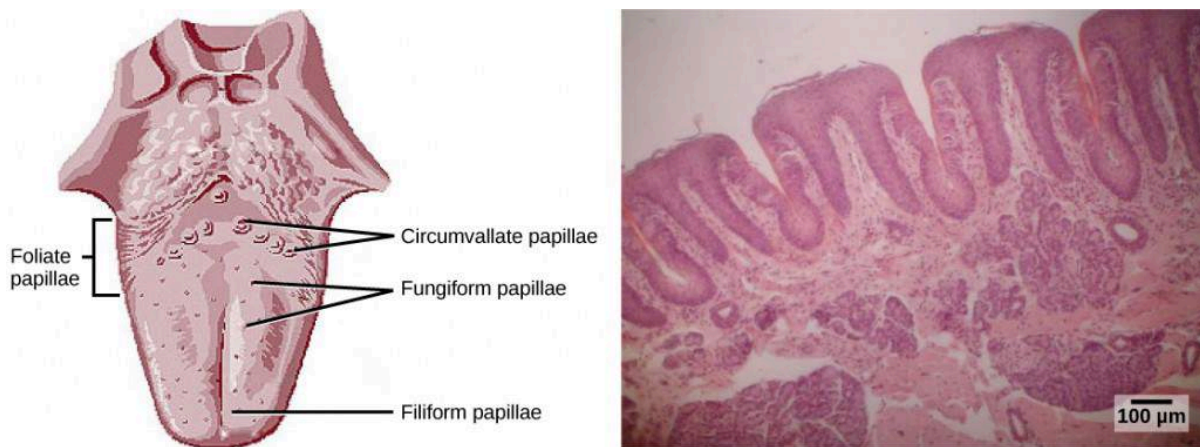 Foliate
papillae
Circumvallate papillae
Fungiform papillae
Filiform papillae
100 µm